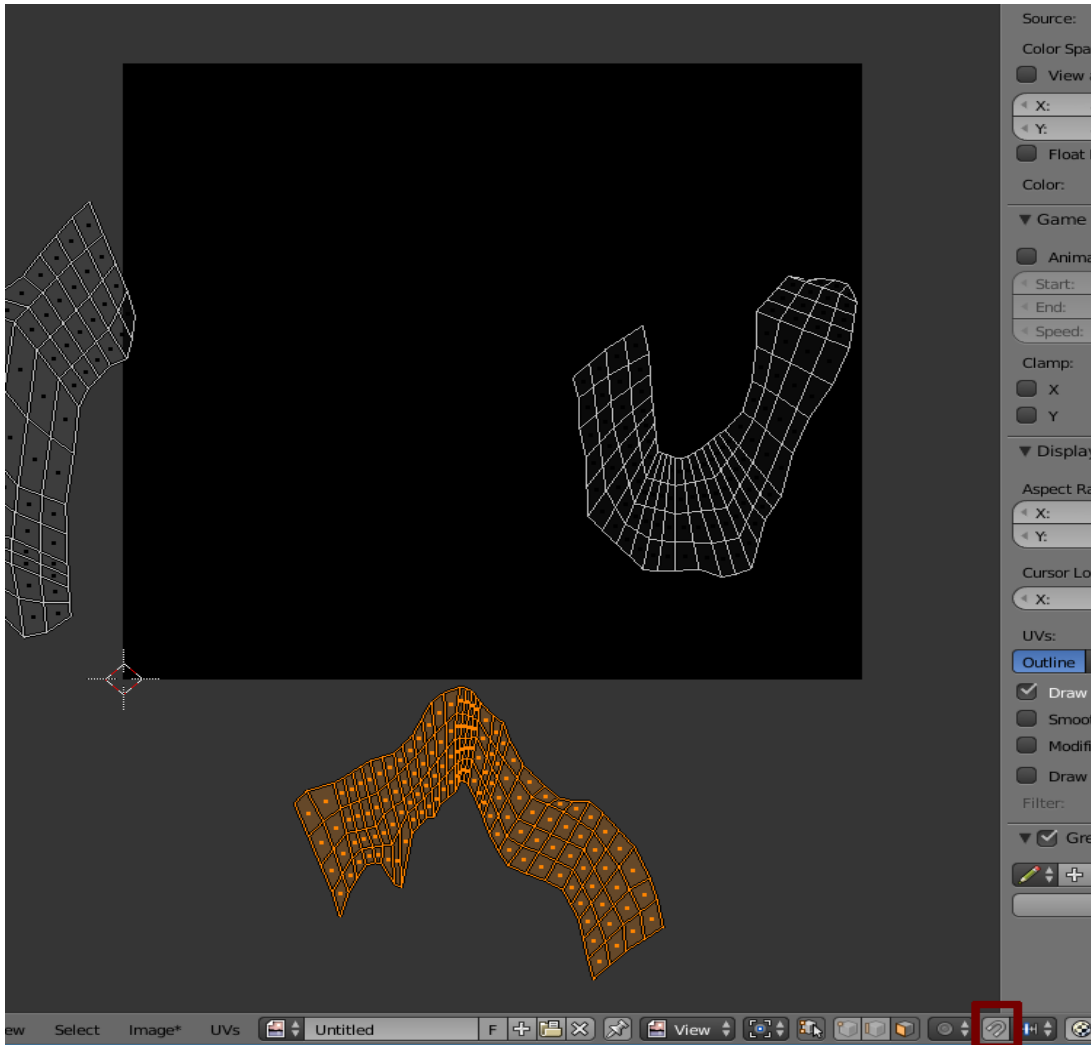 Source:
Color Spa
View
X:
Y:
Float
Color:
Game
Anima
Start:
End:
Speed:
Clamp:
X
Y
Display
Aspect Ra
X:
Y:
Cursor Lo
X:
UVs:
Outline
Draw
Smoot
Modifi
Draw
Filter:
Gre
ew Select Image* UVs Untitled F View